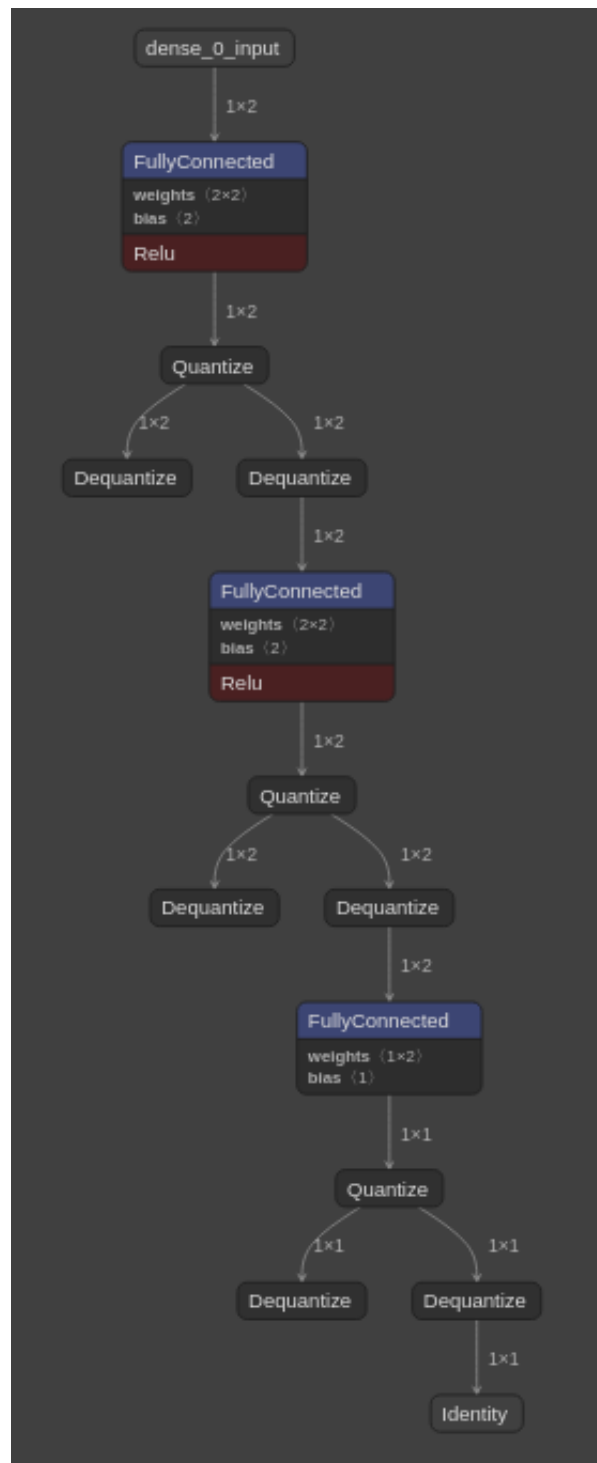 dense_0_input
1×2
FullyConnected
weights ⟨2×2⟩
bias ⟨2⟩
Relu
1×2
Quantize
1×2 1×2
Dequantize Dequantize
1×2
FullyConnected
weights ⟨2×2⟩
bias ⟨2⟩
Relu
1×2
Quantize
1×2 1×2
Dequantize Dequantize
1×2
FullyConnected
weights ⟨1×2⟩
bias ⟨1⟩
1×1
Quantize
1×1 1×1
Dequantize Dequantize
1×1
Identity